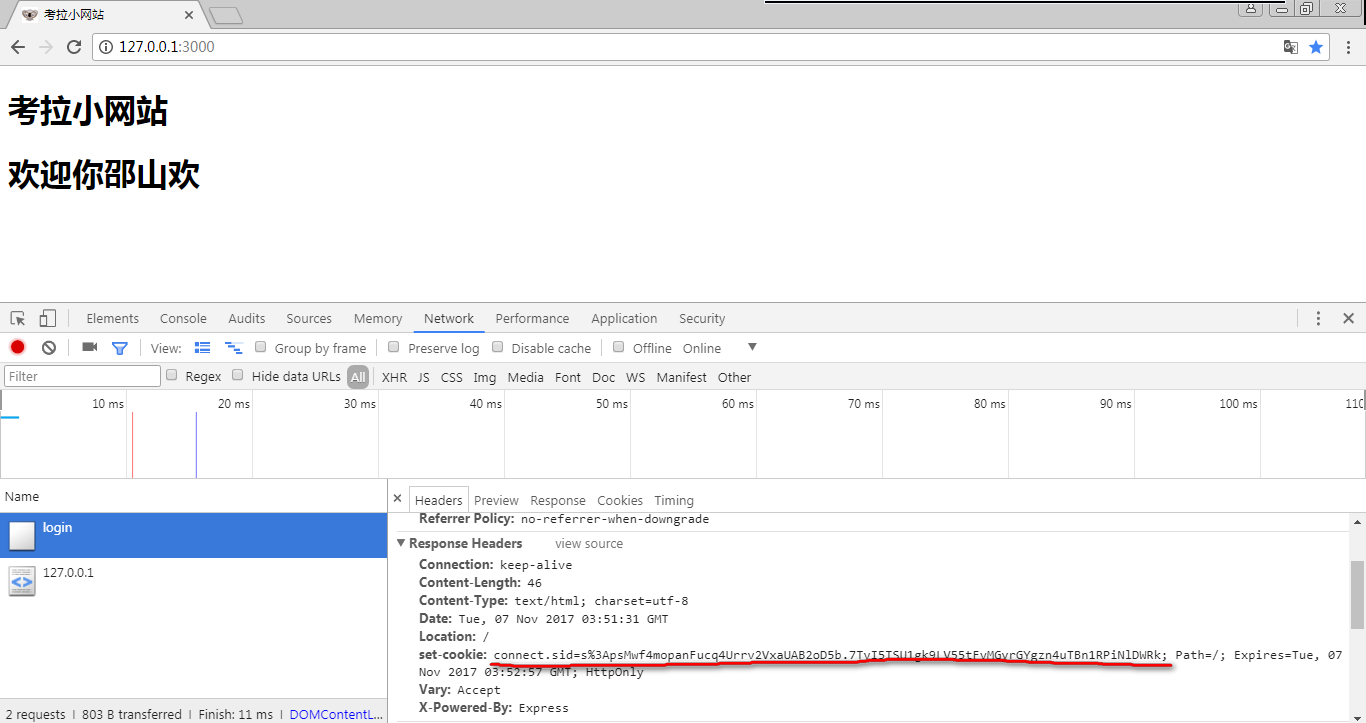 考拉小网站
127.0.0.1:3000
考拉小网站
欢迎你邵山欢
Elements Console Audits Sources Memory Network Performance Application Security
View: Group by frame Preserve log Disable cache Offline Online
Filter Regex Hide data URLs All XHR JS CSS Img Media Font Doc WS Manifest Other
10 ms 20 ms 30 ms 40 ms 50 ms 60 ms 70 ms 80 ms 90 ms 100 ms 110
Name
Headers Preview Response Cookies Timing
login
127.0.0.1
Referrer Policy: no-referrer-when-downgrade
Response Headers view source
Connection: keep-alive
Content-Length: 46
Content-Type: text/html; charset=utf-8
Date: Tue, 07 Nov 2017 03:51:31 GMT
Location: /
set-cookie: Path=/; Expires=Tue, 07
Nov 2017 03:52:57 GMT; HttpOnly
Vary: Accept
X-Powered-By: Express
2 requests | 803 B transferred | Finish: 11 ms | DOMContentL...